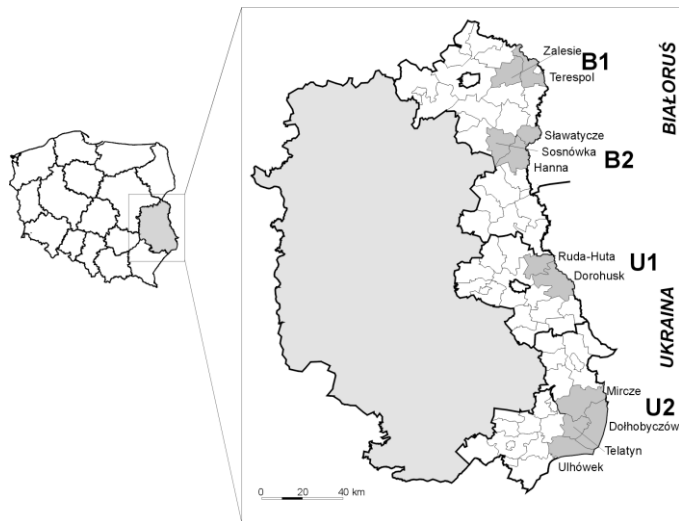 Zalesie
B1
Terespol
BIAŁORUŚ
Sławatycze
Sosnówka
B2
Hanna
Ruda-Huta
U1
Dorohusk
UKRAINA
Mircze
U2
Dołhobyczów
Telatyn
Ulhówek
0 20 40 km